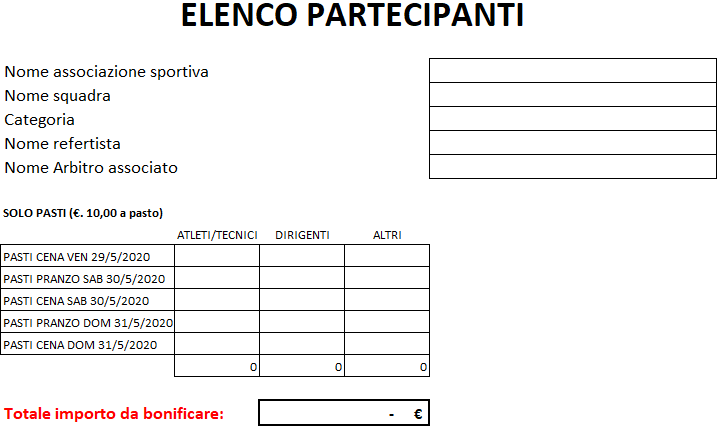 ELENCO PARTECIPANTI
Nome associazione sportiva
Nome squadra
Categoria
Nome refertista
Nome Arbitro associato
SOLO PASTI (€. 10,00 a pasto)
ATLETI/TECNICI DIRIGENTI ALTRI
PASTI CENA VEN 29/5/2020
PASTI PRANZO SAB 30/5/2020
PASTI CENA SAB 30/5/2020
PASTI PRANZO DOM 31/5/2020
PASTI CENA DOM 31/5/2020
0 0 0
Totale importo da bonificare: - €